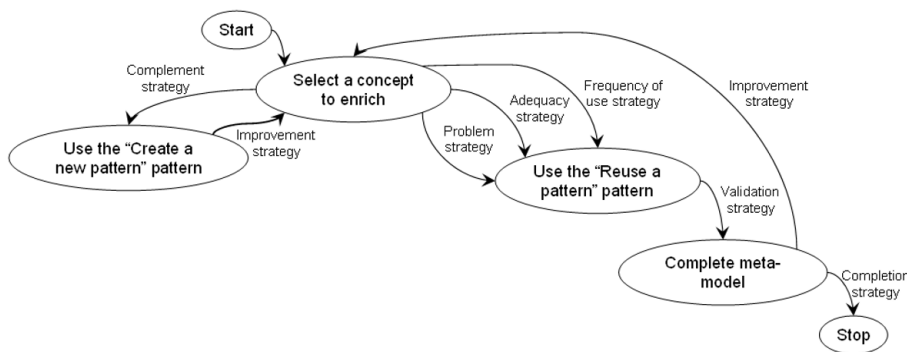 Start
Select a concept
to enrich
Complement
strategy
Improvement
strategy
Use the “Create a
new pattern” pattern
Problem
strategy
Adequacy
strategy
Frequency of
use strategy
Improvement
strategy
Use the “Reuse a
pattern” pattern
Validation
strategy
Complete meta-
model
Completion
strategy
Stop